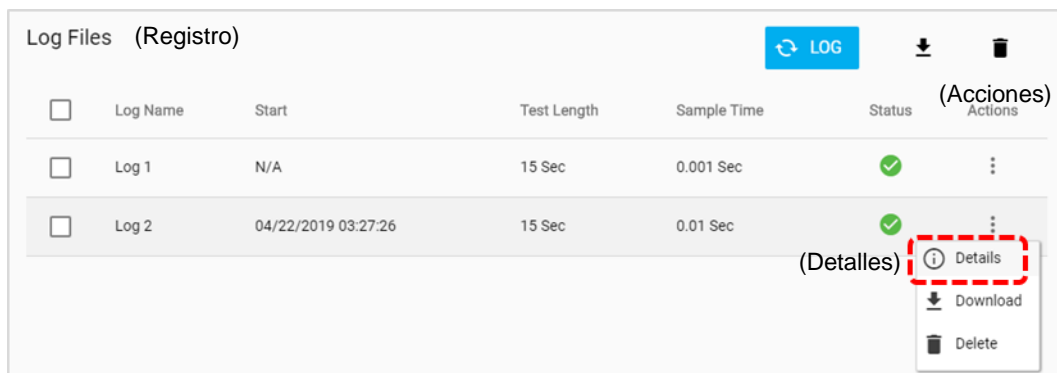 Log Files (Registro) LOG
(Acciones)
Log Name Start Test Length Sample Time Status Actions
Log 1 N/A 15 Sec 0.001 Sec
Log 2 04/22/2019 03:27:26 15 Sec 0.01 Sec
(Detalles) Details
Download
Delete